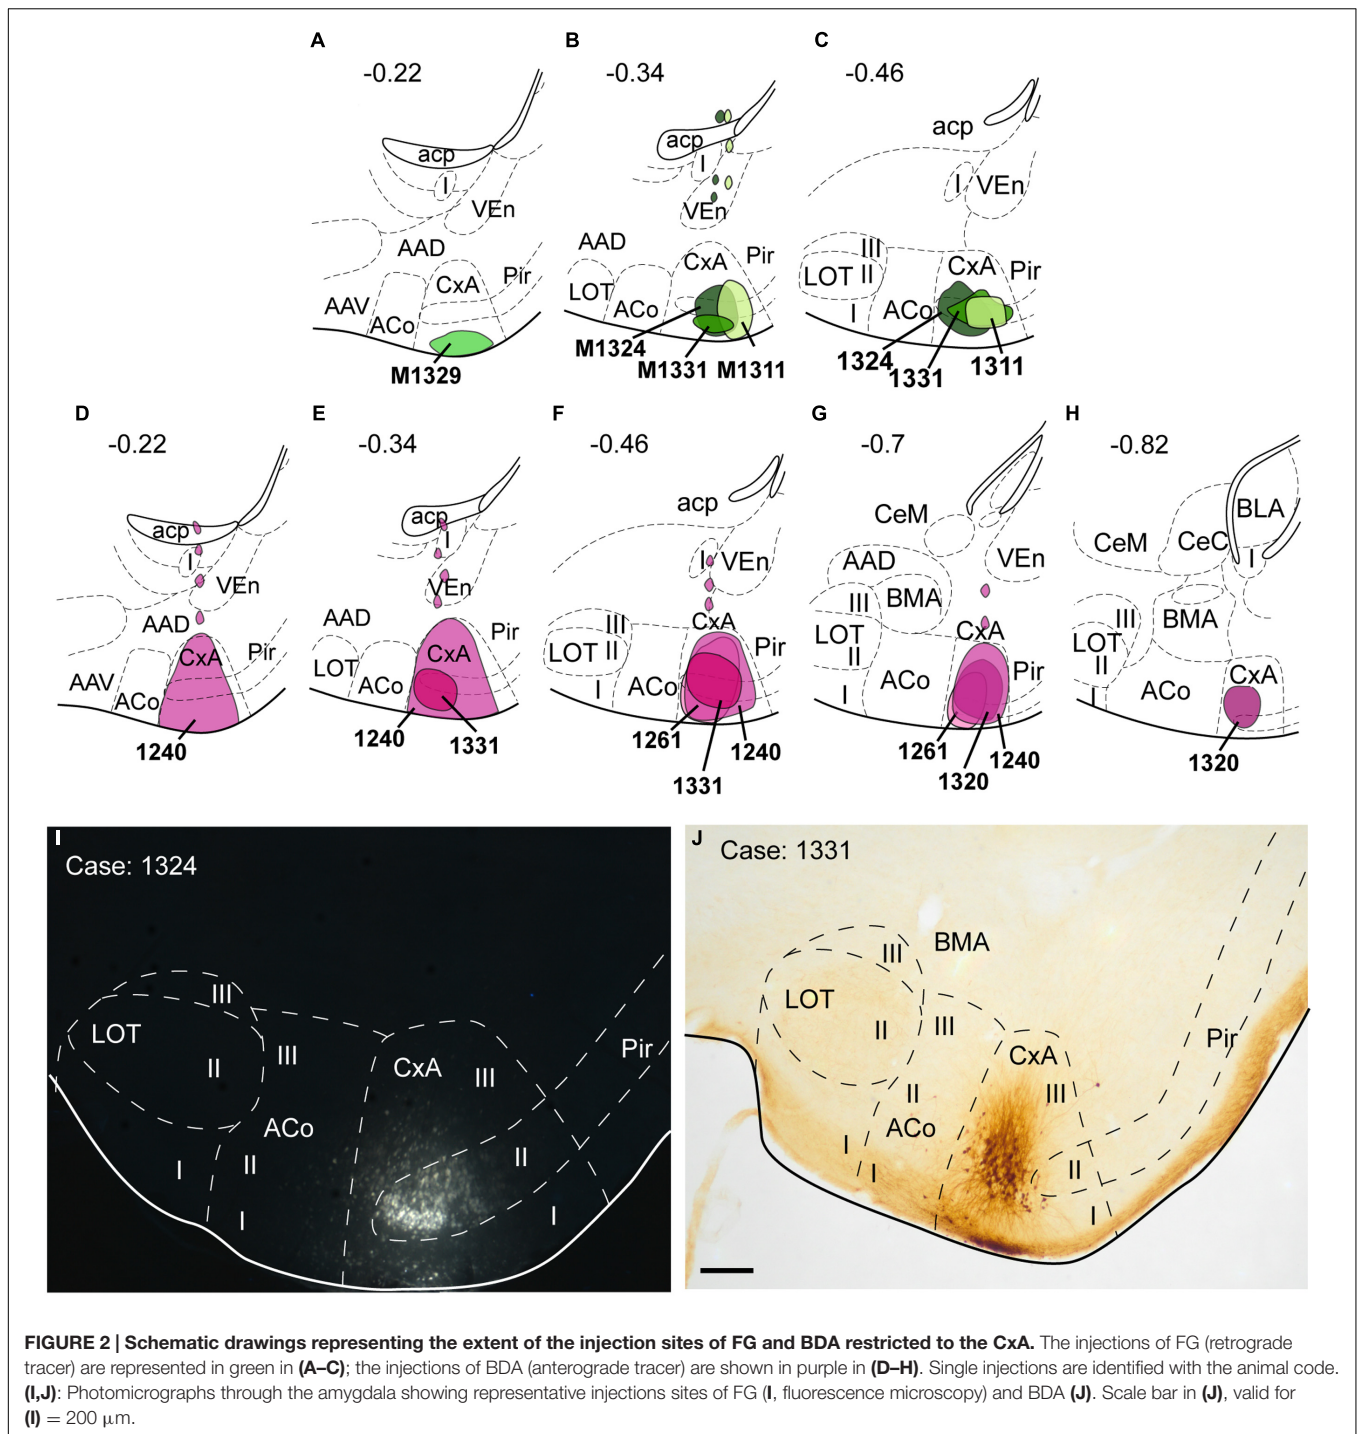 A
-0.22
acp
I
VEn
AAD
CxA
Pir
AAV
ACo
M1329
B
-0.34
acp
I
VEn
AAD
CxA
Pir
LOT
ACo
M1324
M1331
M1311
C
-0.46
acp
I
VEn
III
CxA
Pir
LOT
II
I
ACo
1324
1331
1311
D
-0.22
acp
I
VEn
AAD
CxA
Pir
AAV
ACo
1240
E
-0.34
acp
I
VEn
AAD
Pir
CxA
LOT
ACo
1240
1331
F
-0.46
acp
I
VEn
III
CxA
LOT
II
Pir
I
ACo
1261
1240
1331
G
-0.7
CeM
AAD
VEn
III
BMA
LOT
CxA
II
Pir
I
ACo
1261
1240
1320
H
-0.82
BLA
CeM
CeC
I
III
BMA
LOT
II
CxA
I
ACo
1320
I
Case: 1324
III
LOT
III
II
CxA
III
Pir
ACo
II
II
I
I
I
J
Case: 1331
III
BMA
LOT
II
III
Pir
CxA
III
II
ACo
I
I
II
I
FIGURE 2 | Schematic drawings representing the extent of the injection sites of FG and BDA restricted to the CxA. The injections of FG (retrograde
tracer) are represented in green in (A–C); the injections of BDA (anterograde tracer) are shown in purple in (D–H). Single injections are identified with the animal code.
(I,J): Photomicrographs through the amygdala showing representative injections sites of FG (I, fluorescence microscopy) and BDA (J). Scale bar in (J), valid for
(I) = 200 μm.